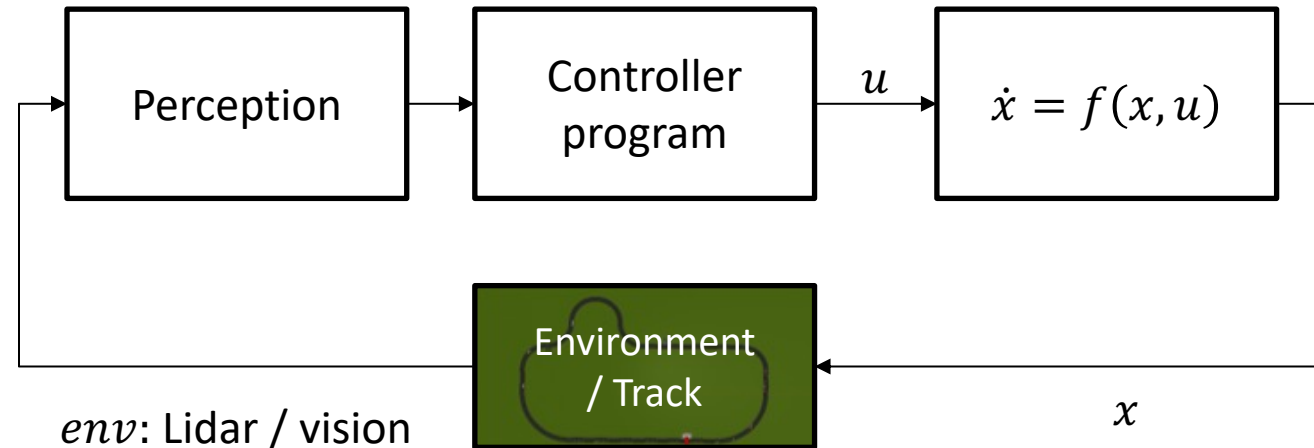 Perception
Controller
program
𝑢
𝑥̇ = 𝑓(𝑥, 𝑢)
Environment
/ Track
𝑥
𝑒𝑛𝑣: Lidar / vision